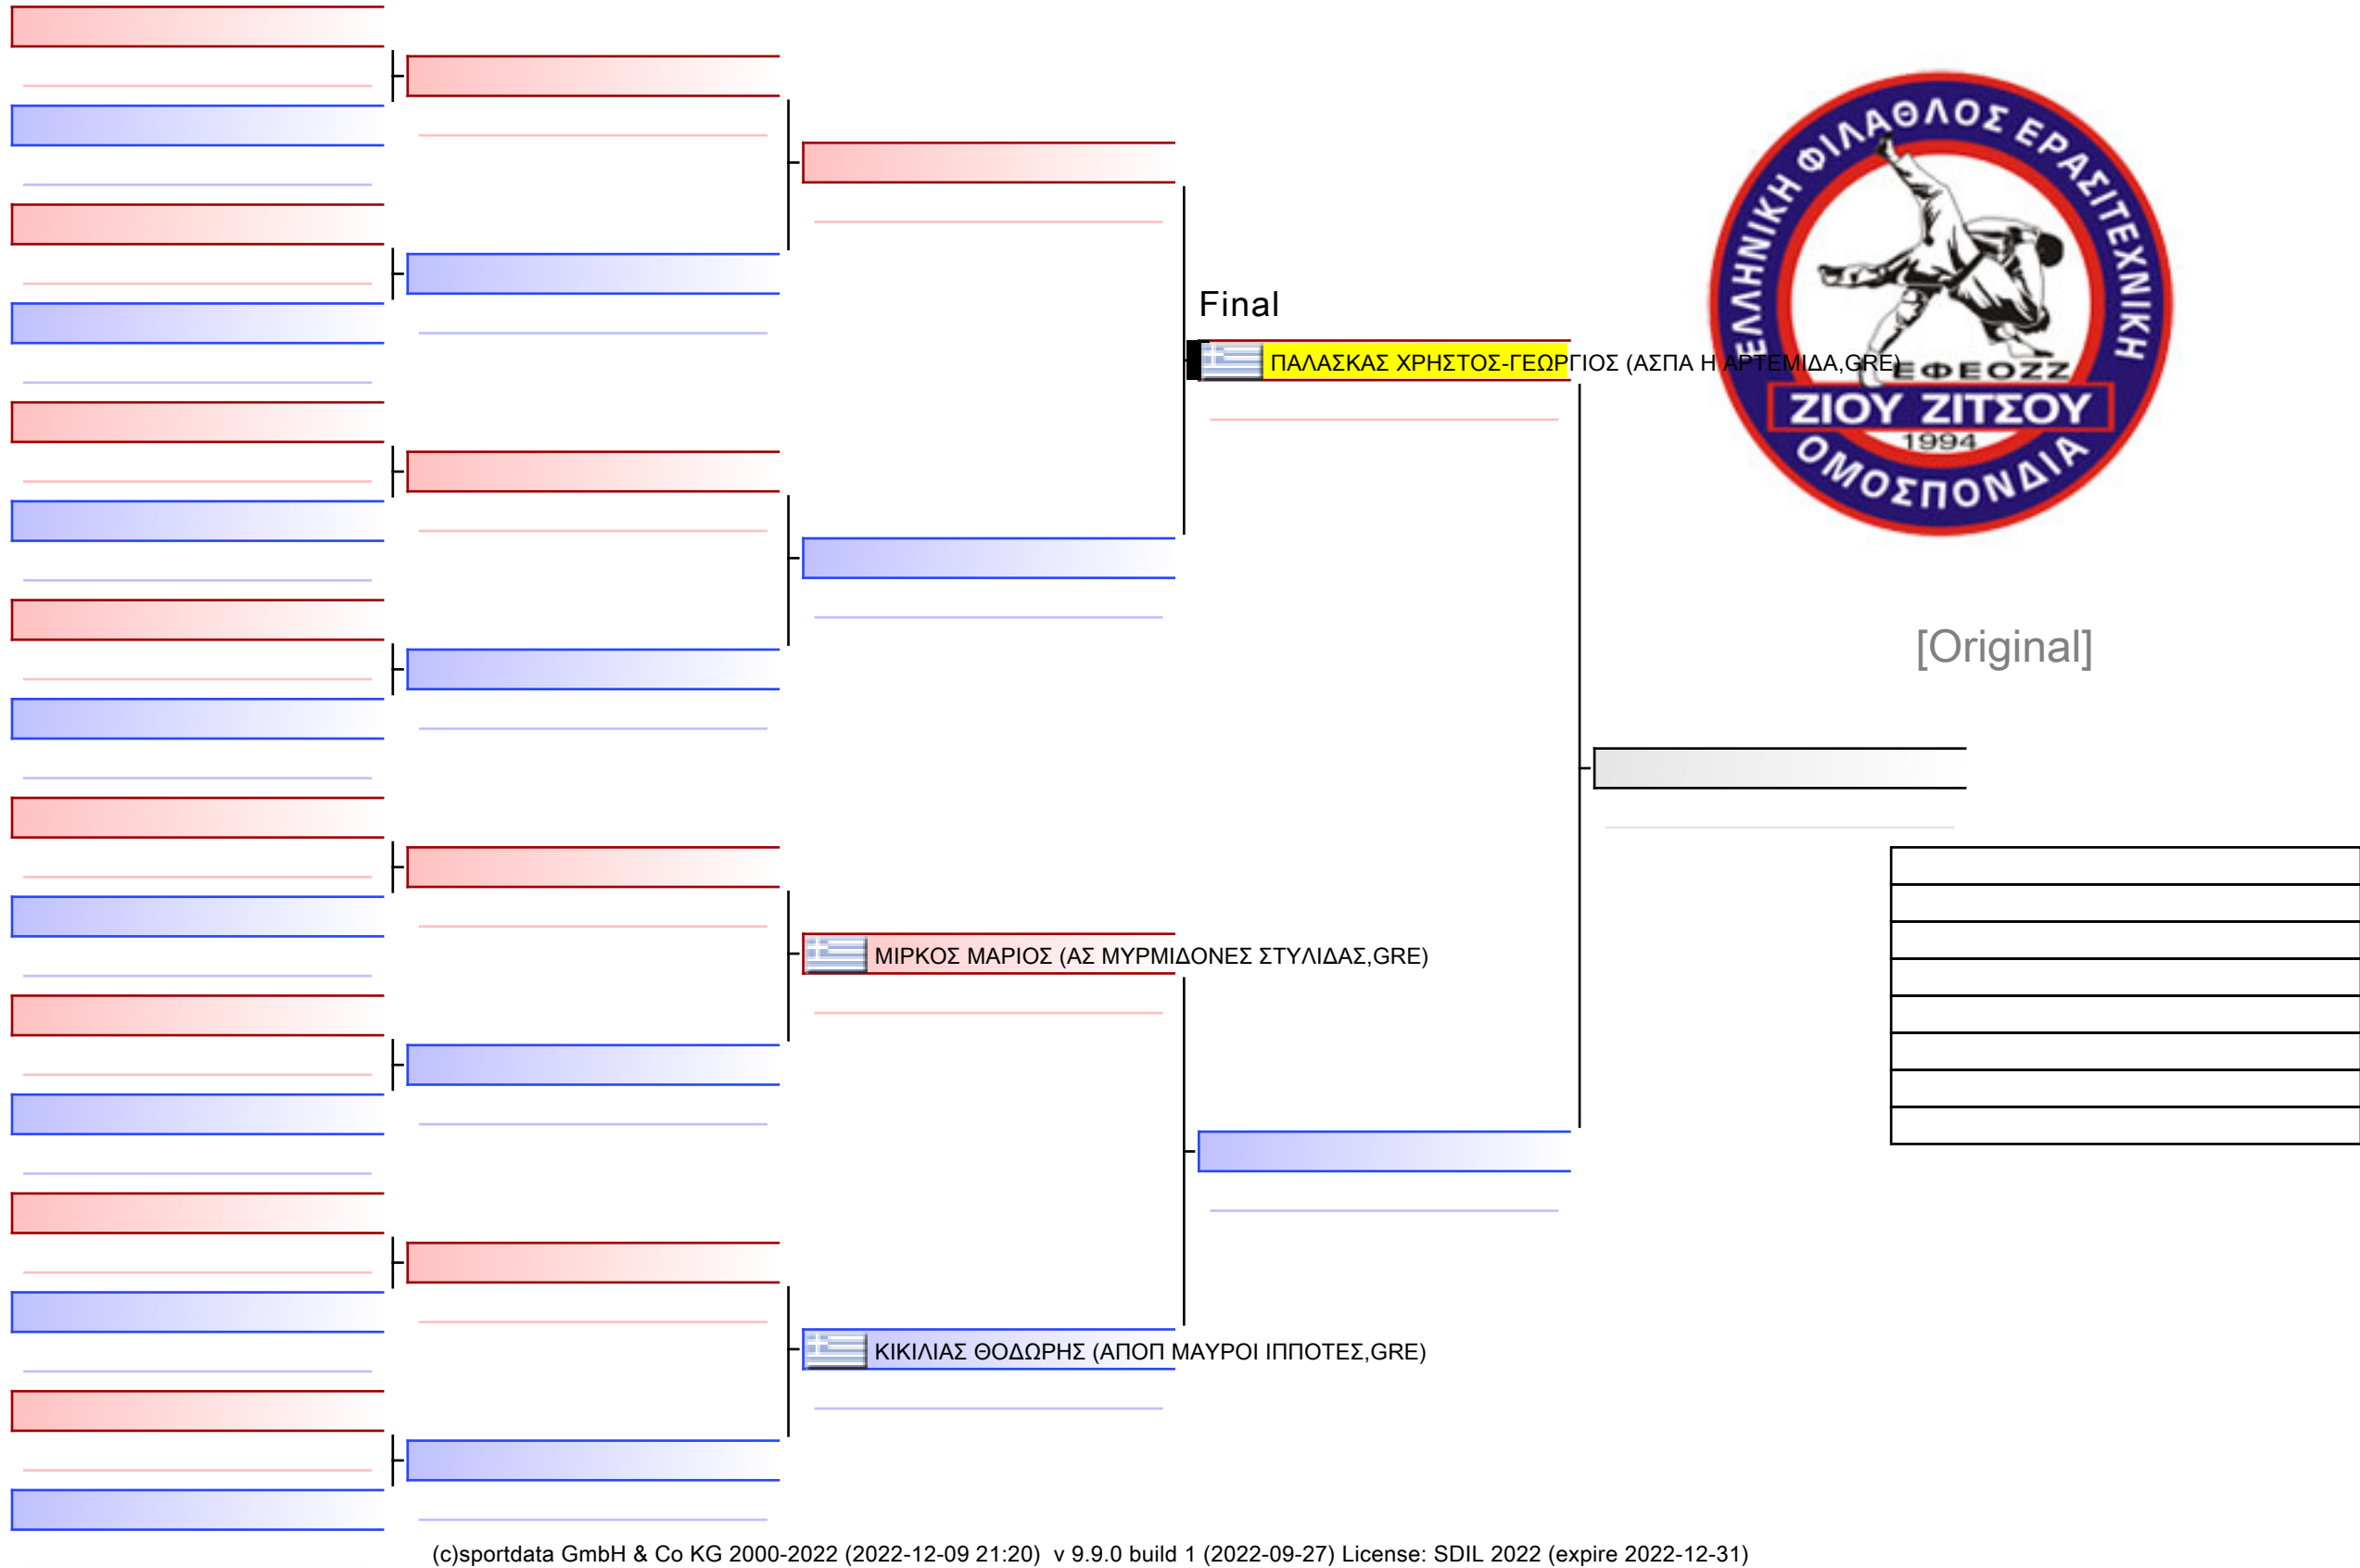 ΕΛΛΗΝΙΚΗ ΦΙΛΑΘΛΟΣ ΕΡΑΣΙΤΕΧΝΙΚΗ
Final
ΠΑΛΑΣΚΑΣ ΧΡΗΣΤΟΣ-ΓΕΩΡΓΙΟΣ (ΑΣΠΑ Η ΑΡΤΕΜΙΔΑ,GRE)
ΕΦΕΟΖΖ
ΖΙΟΥ ΖΙΤΣΟΥ
1994
ΟΜΟΣΠΟΝΔΙΑ
[Original]
ΜΙΡΚΟΣ ΜΑΡΙΟΣ (ΑΣ ΜΥΡΜΙΔΟΝΕΣ ΣΤΥΛΙΔΑΣ,GRE)
ΚΙΚΙΛΙΑΣ ΘΟΔΩΡΗΣ (ΑΠΟΠ ΜΑΥΡΟΙ ΙΠΠΟΤΕΣ,GRE)
(c)sportdata GmbH & Co KG 2000-2022 (2022-12-09 21:20) v 9.9.0 build 1 (2022-09-27) License: SDIL 2022 (expire 2022-12-31)